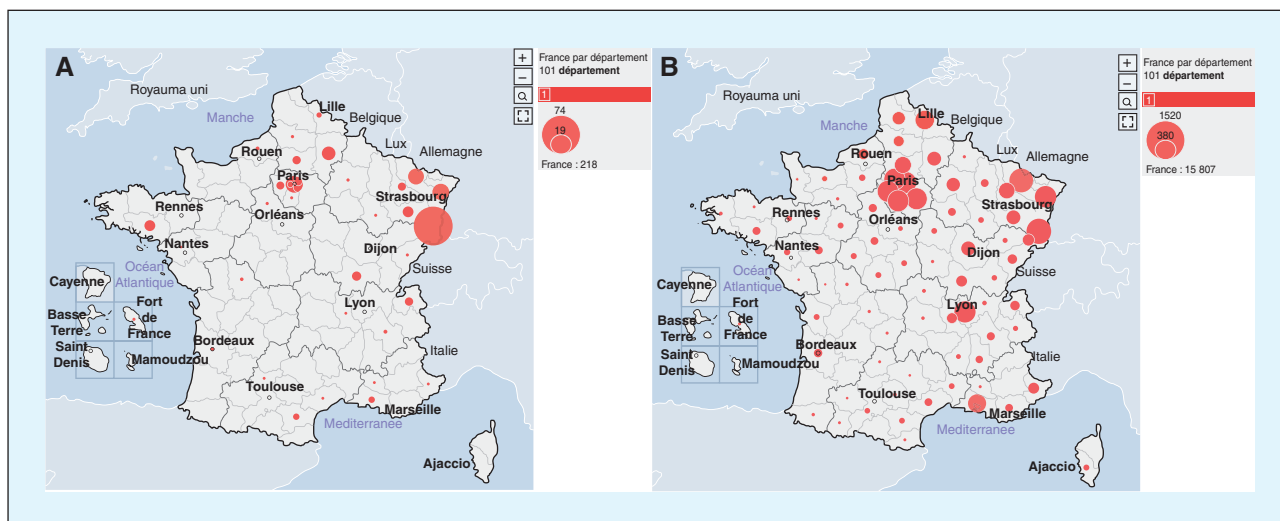 A
+
−
Royauma uni
Manche
Lille
Belgique
Rouen
Lux
Allemagne
Paris
Strasbourg
Rennes
Orléans
Nantes
Dijon
Océan
Atlantique
Suisse
Cayenne
Fort
de
France
Basse
Terre
Lyon
Saint
Denis
Mamoudzou
Bordeaux
Italie
Toulouse
Marseille
Mediterranée
Ajaccio
France par département
101 département
1
74
19
France : 218
B
+
−
Royauma uni
Manche
Lille
Belgique
Rouen
Lux
Allemagne
Paris
Strasbourg
Rennes
Orléans
Nantes
Dijon
Océan
Atlantique
Suisse
Cayenne
Fort
de
France
Basse
Terre
Lyon
Saint
Denis
Mamoudzou
Bordeaux
Italie
Toulouse
Marseille
Mediterranée
Ajaccio
France par département
101 département
1
1520
380
France : 15 807